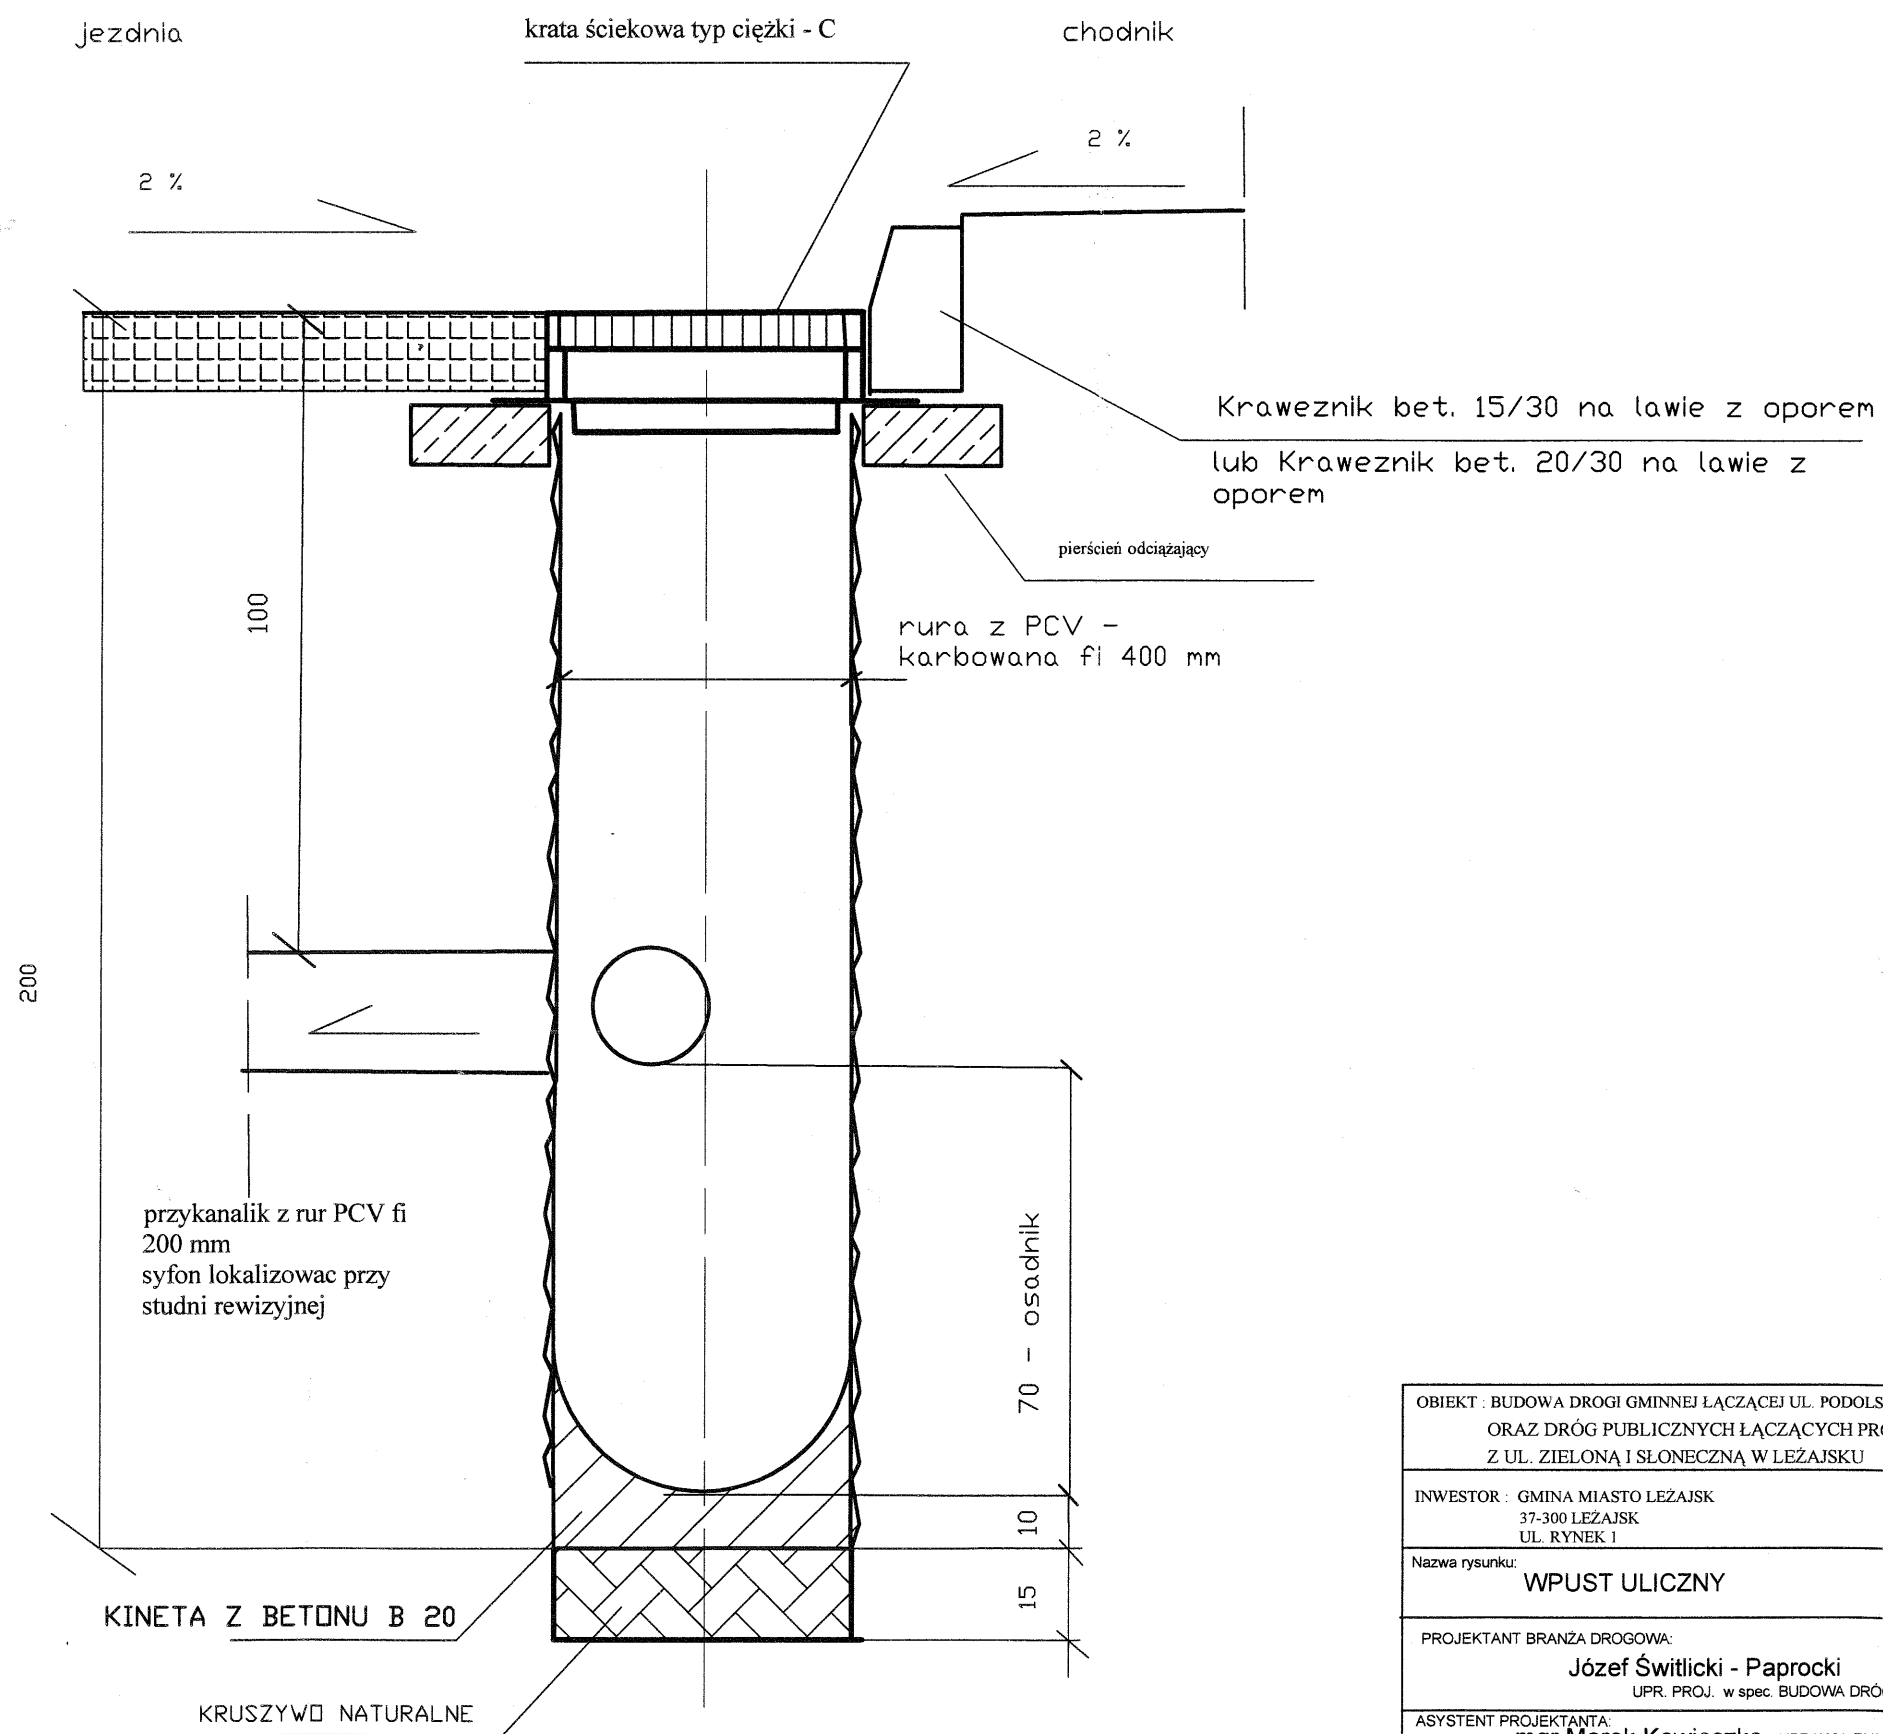 jezdnia
krata ściekowa typ ciężki - C
chodnik
2 %
2 %
Kraweznik bet. 15/30 na lawie z oporem
lub Kraweznik bet. 20/30 na lawie z
oporem
pierścień odciążający
100
rura z PCV -
karbowana fi 400 mm
200
przykanalik z rur PCV fi
200 mm
syfon lokalizowac przy
studni rewizyjnej
70 - osadnik
10
15
KINETA Z BETONU B 20
KRUSZYWO NATURALNE
OBIEKT : BUDOWA DROGI GMINNEJ ŁĄCZĄCEJ UL. PODOLS
ORAZ DRÓG PUBLICZNYCH ŁĄCZĄCYCH PRO
Z UL. ZIELONĄ I SŁONECZNĄ W LEŻAJSKU
INWESTOR : GMINA MIASTO LEŻAJSK
37-300 LEŻAJSK
UL. RYNEK 1
Nazwa rysunku:
WPUST ULICZNY
PROJEKTANT BRANŻA DROGOWA:
Józef Świtlicki - Paprocki
UPR. PROJ. w spec. BUDOWA DRÓ
ASYSTENT PROJEKTANTA:
mgr Marek